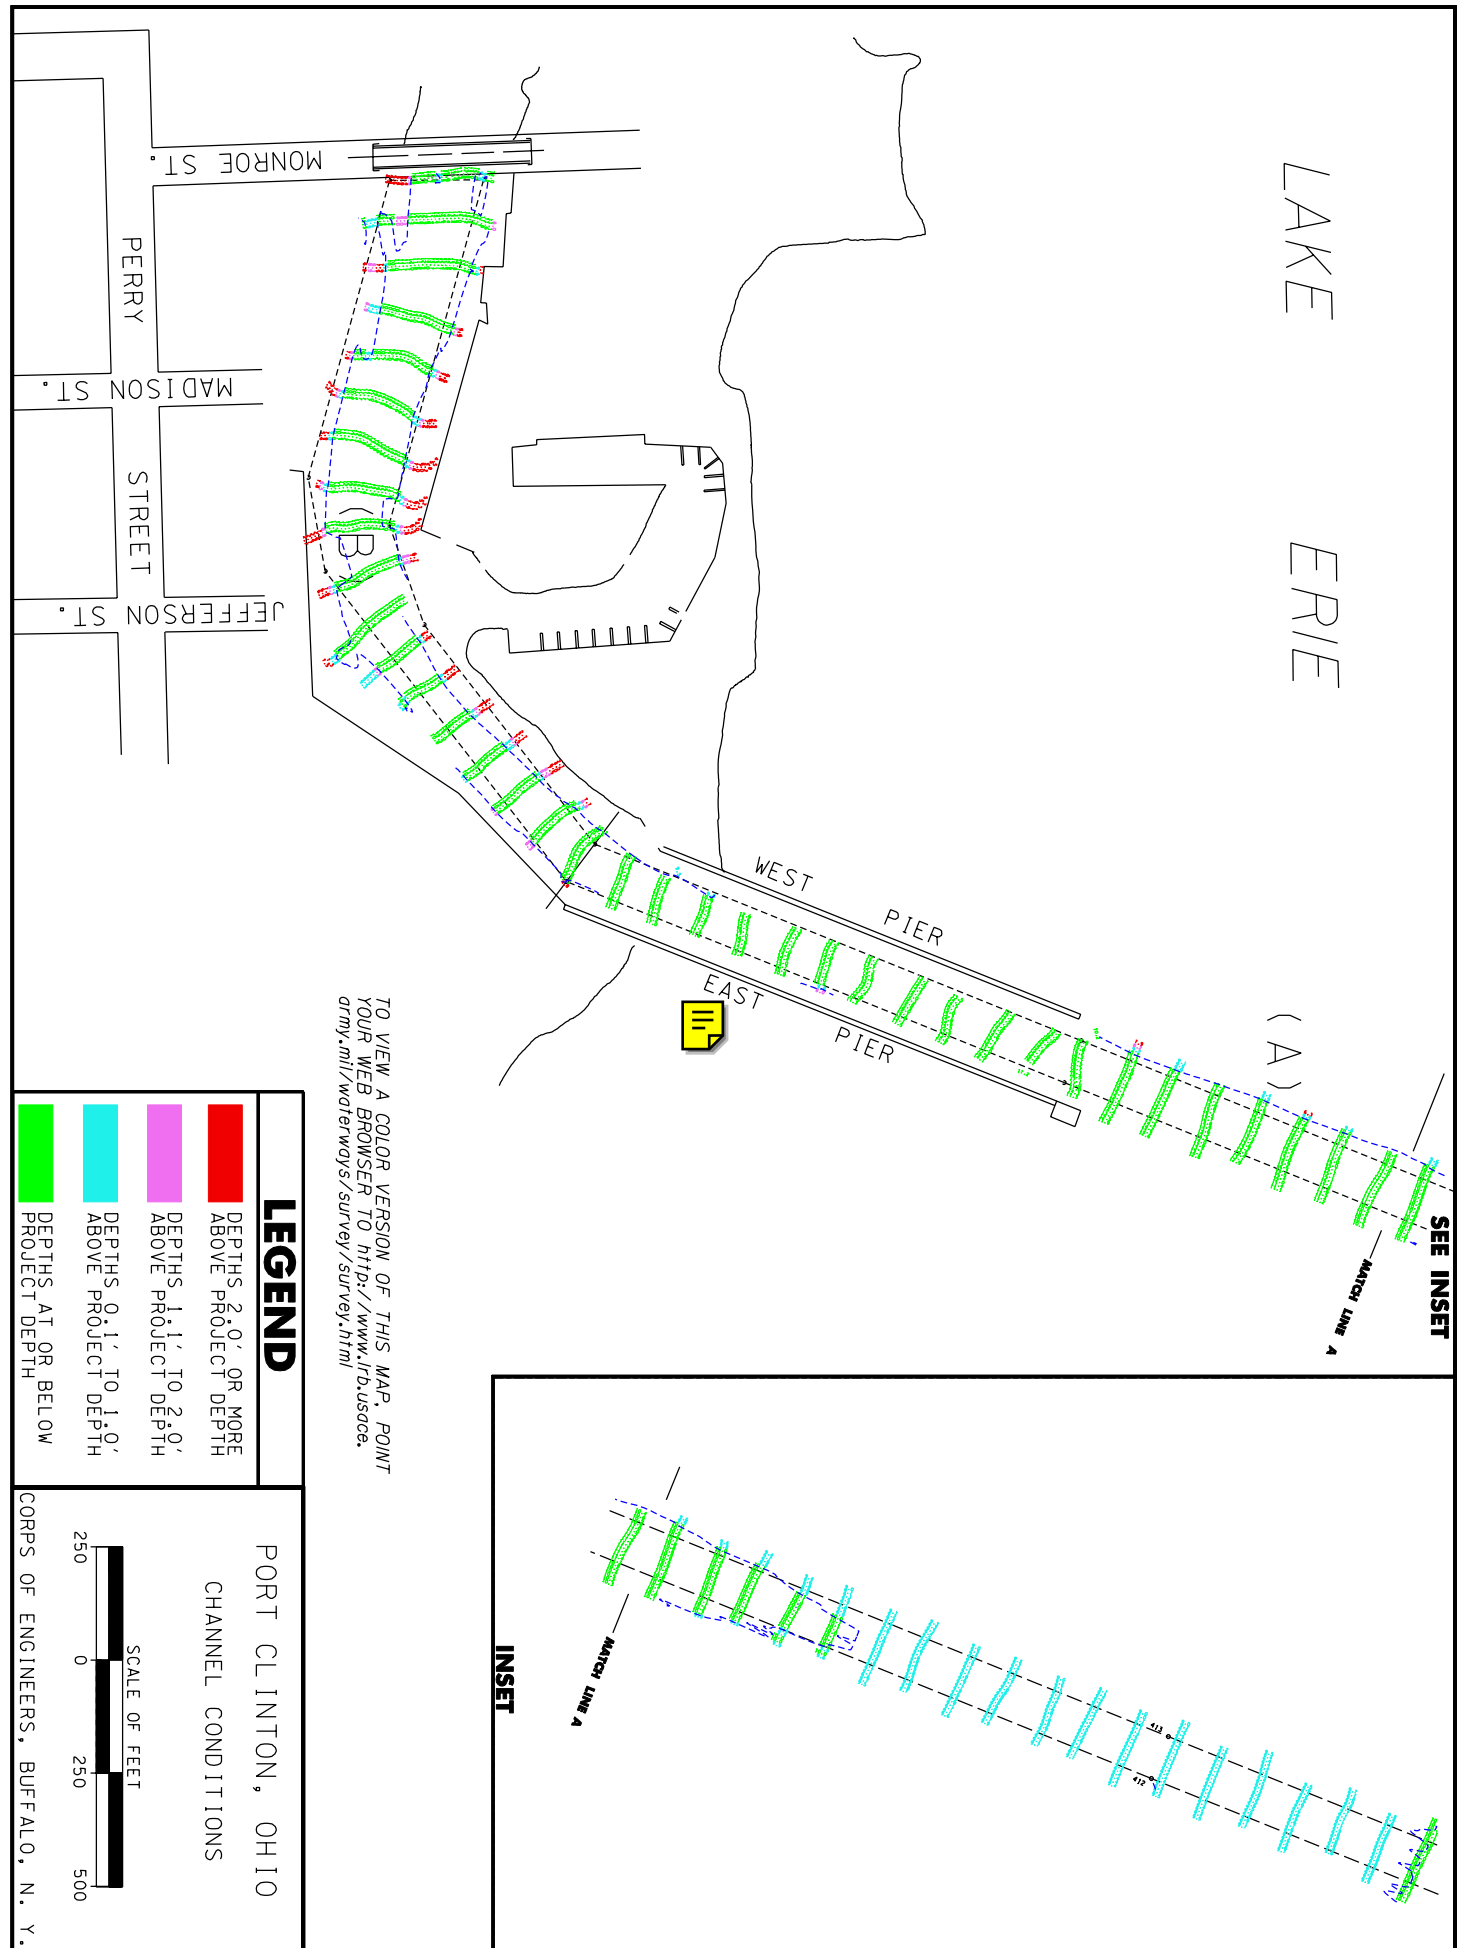 LAKE
ERIE
MONROE ST.
PERRY
MADISON ST.
STREET
JEFFERSON ST.
(B)
WEST
PIER
EAST
PIER
(A)
SEE INSET
MATCH LINE A
TO VIEW A COLOR VERSION OF THIS MAP, POINT
YOUR WEB BROWSER TO http://www.lrb.usace.
army.mil/waterways/survey/survey.html
LEGEND
DEPTHS 2.0' OR MORE
ABOVE PROJECT DEPTH
DEPTHS 1.1' TO 2.0'
ABOVE PROJECT DEPTH
DEPTHS 0.1' TO 1.0'
ABOVE PROJECT DEPTH
DEPTHS AT OR BELOW
PROJECT DEPTH
PORT CLINTON, OHIO
CHANNEL CONDITIONS
SCALE OF FEET
250 0 250 500
CORPS OF ENGINEERS, BUFFALO, N. Y.
INSET
MATCH LINE A
413
412